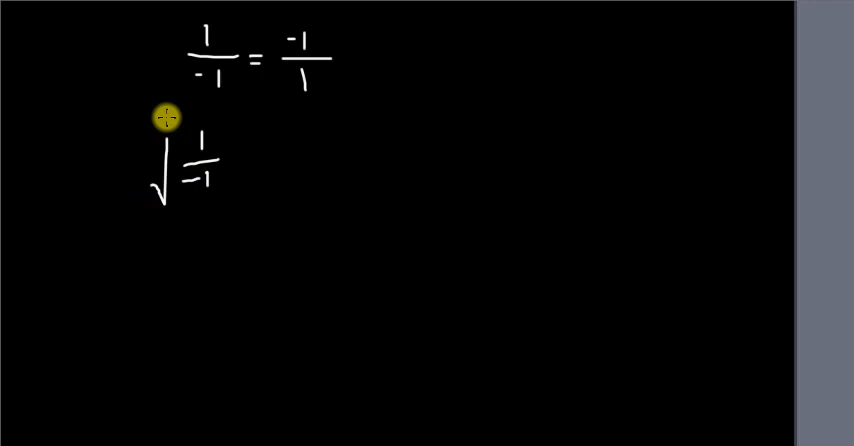 1/-1 = -1/1
√ 1/-1